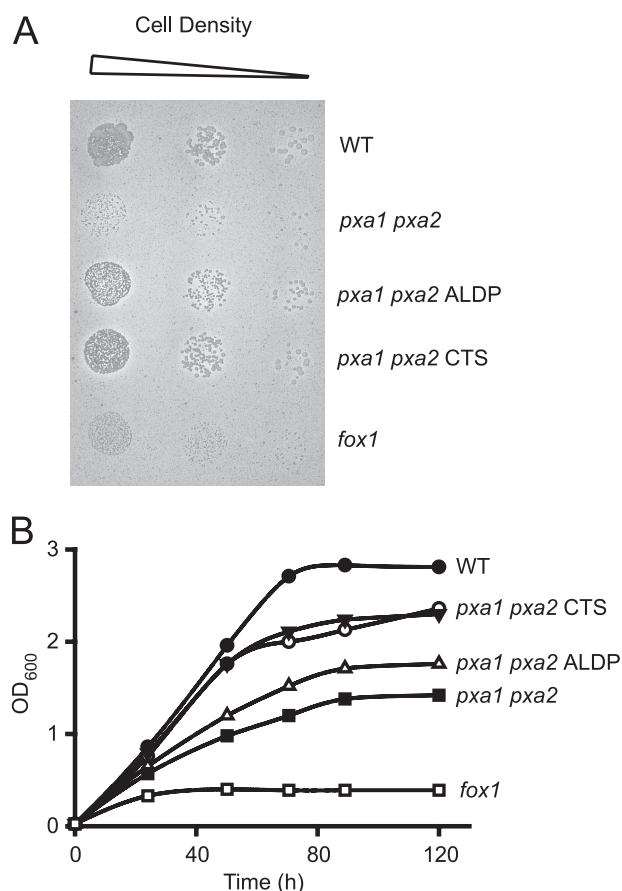 A
Cell Density
WT
pxa1 pxa2
pxa1 pxa2 ALDP
pxa1 pxa2 CTS
fox1
B
3
2
1
0
OD600
0
40
80
120
Time (h)
WT
pxa1 pxa2 CTS
pxa1 pxa2 ALDP
pxa1 pxa2
fox1